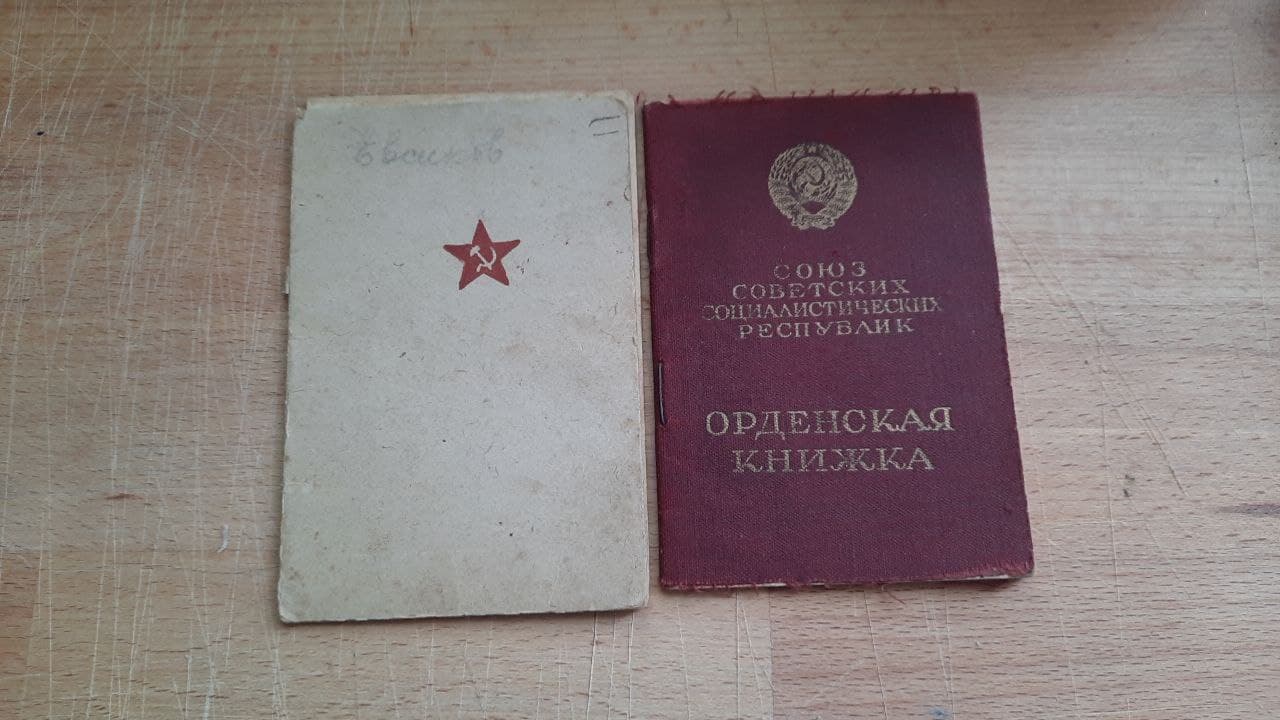 СОЮЗ
СОВЕТСКИХ
СОЦИАЛИСТИЧЕСКИХ
РЕСПУБЛИК
ОРДЕНСКАЯ
КНИЖКА